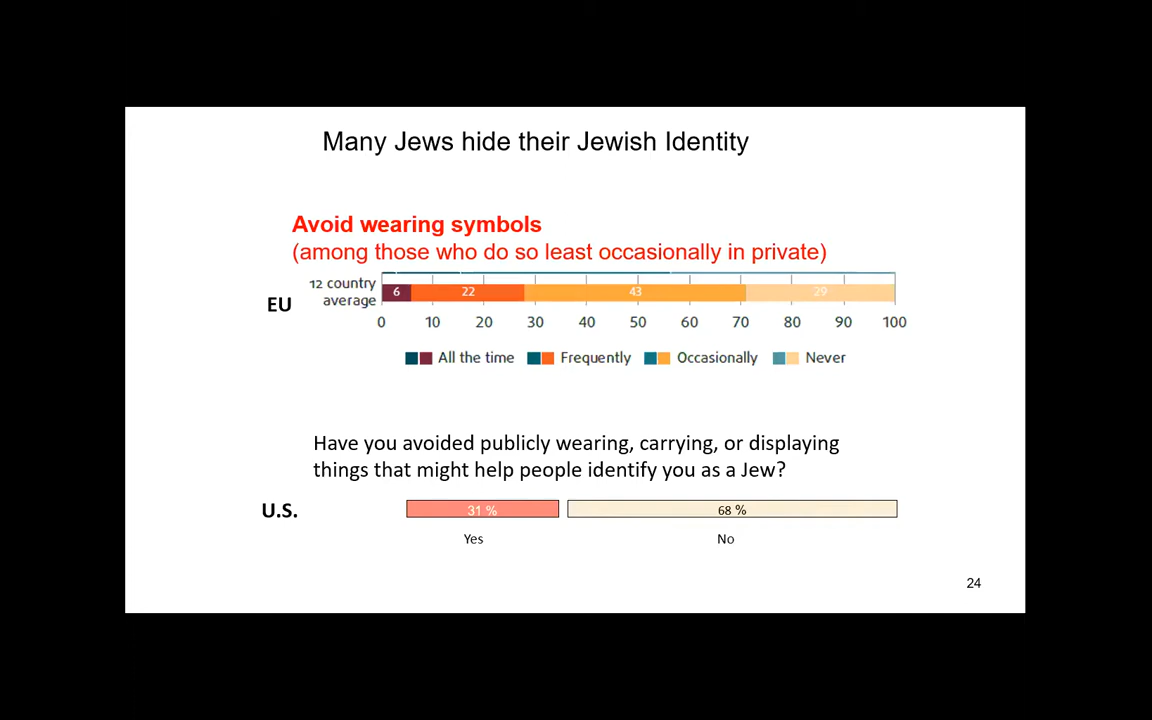 Many Jews hide their Jewish Identity
Avoid wearing symbols
(among those who do so least occasionally in private)
12 country
average
EU
6 22 43 29
0 10 20 30 40 50 60 70 80 90 100
All the time Frequently Occasionally Never
Have you avoided publicly wearing, carrying, or displaying
things that might help people identify you as a Jew?
U.S.
31 % 68 %
Yes No
24